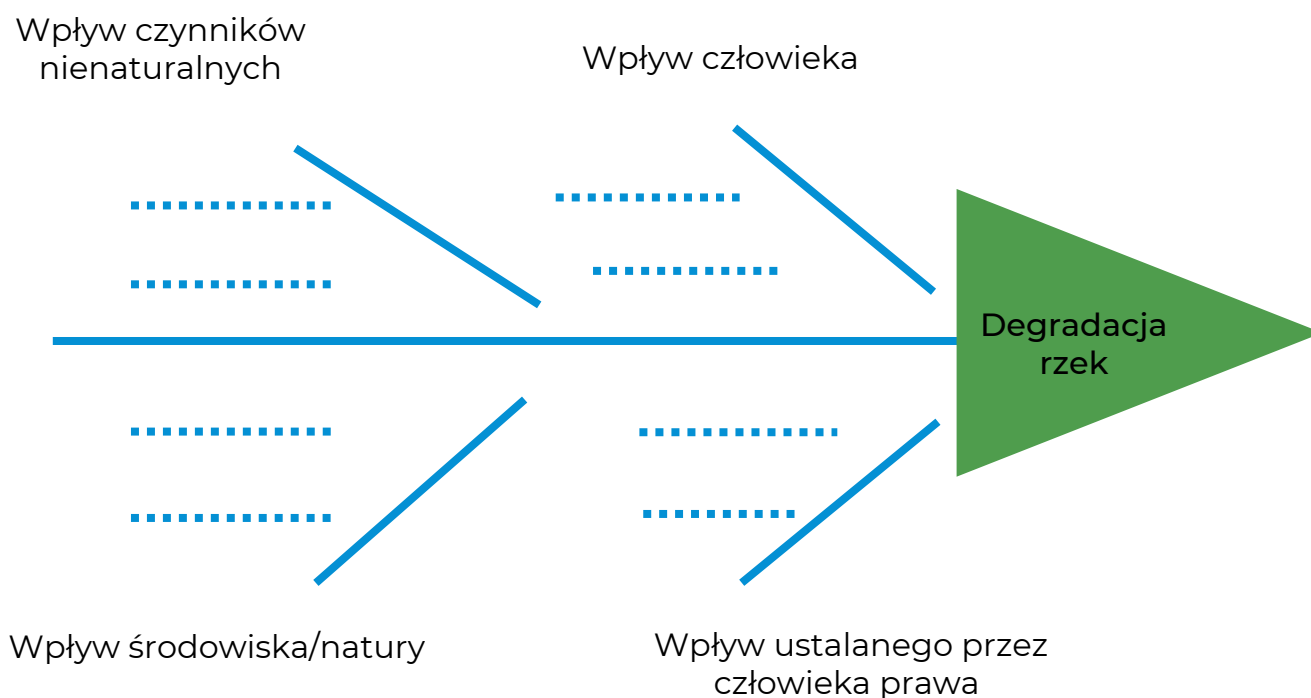 Wpływ czynników
nienaturalnych
Wpływ człowieka
Degradacja
rzek
Wpływ środowiska/natury
Wpływ ustalanego przez
człowieka prawa